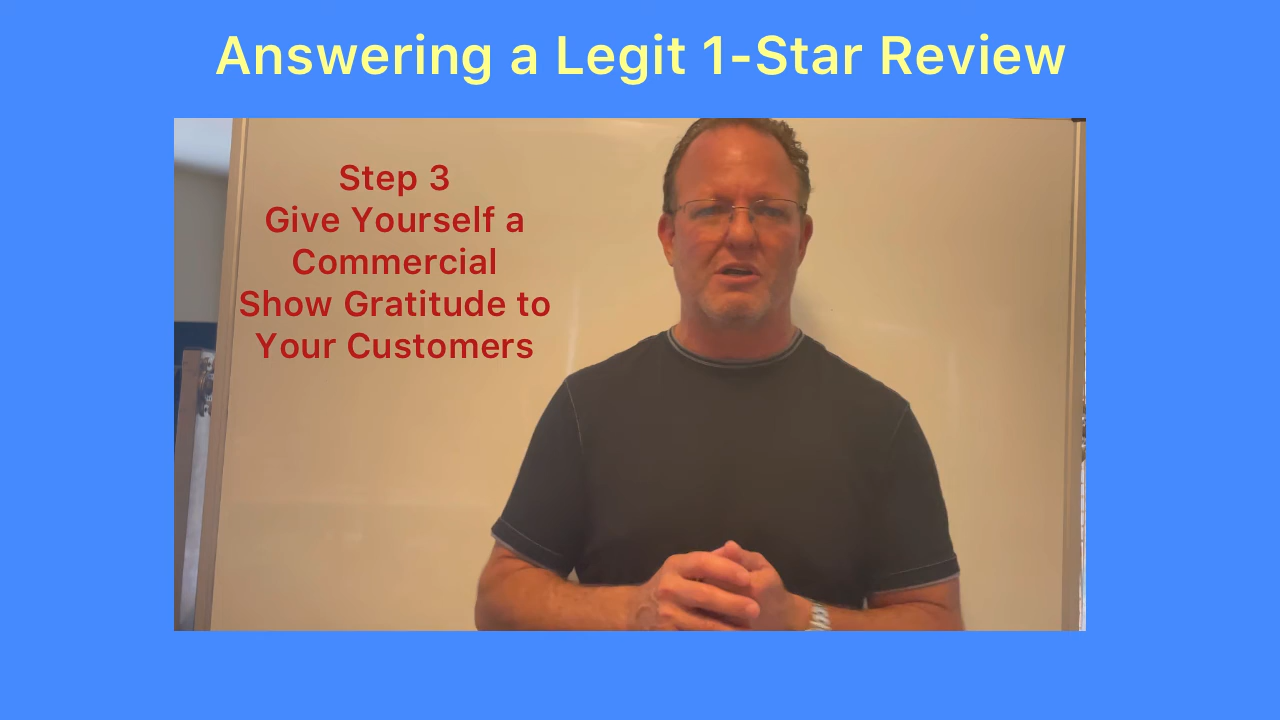 Answering a Legit 1-Star Review
Step 3
Give Yourself a
Commercial
Show Gratitude to
Your Customers